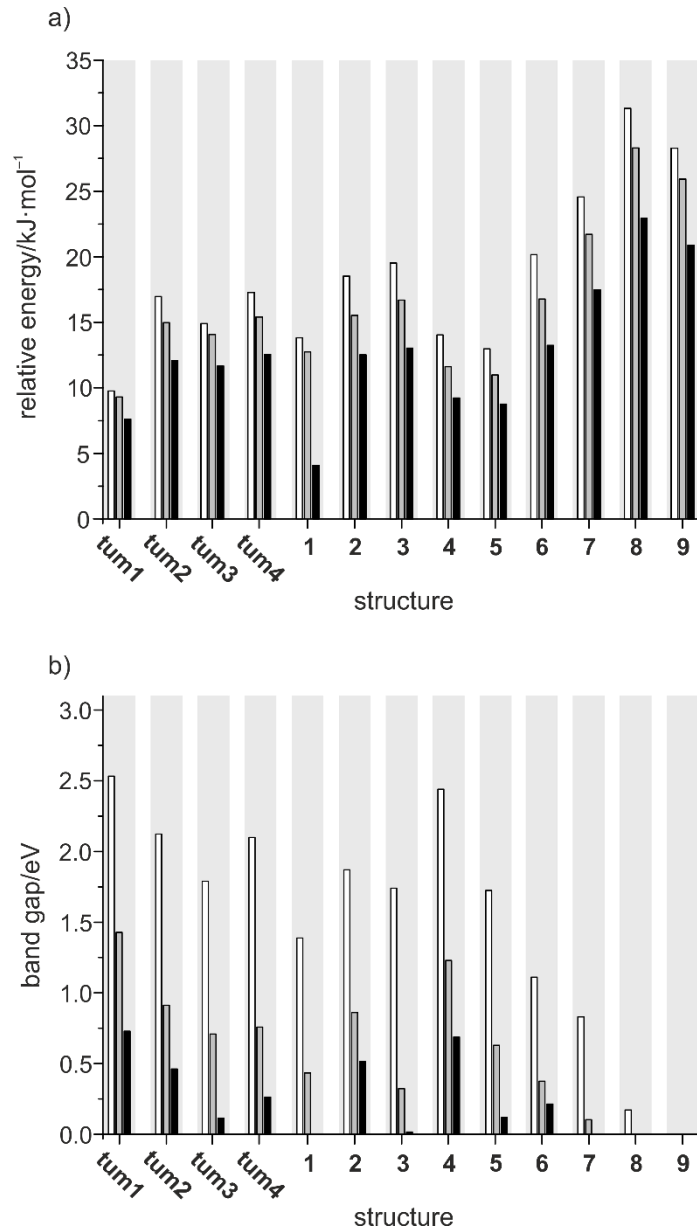 a)
relative energy/kJ·mol⁻¹
35
30
25
20
15
10
5
0
tum1 tum2 tum3 tum4 1 2 3 4 5 6 7 8 9
structure
b)
band gap/eV
3.0
2.5
2.0
1.5
1.0
0.5
0.0
tum1 tum2 tum3 tum4 1 2 3 4 5 6 7 8 9
structure